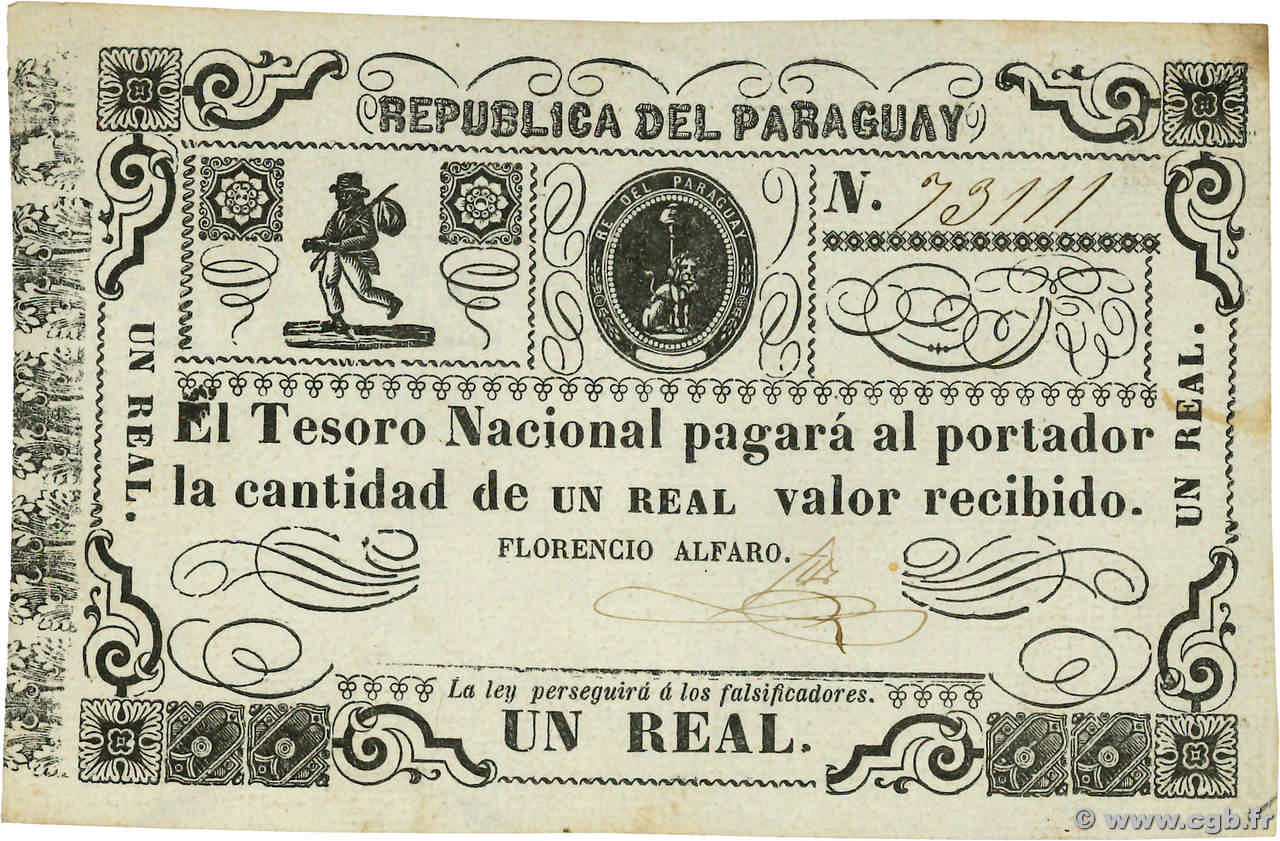 REPUBLICA DEL PARAGUAY
RE. DEL PARAGUAY
N. 73111
UN REAL.
UN REAL.
El Tesoro Nacional pagará al portador
la cantidad de UN REAL valor recibido.
FLORENCIO ALFARO.
La ley perseguirá á los falsificadores.
UN REAL.
© www.cgb.fr